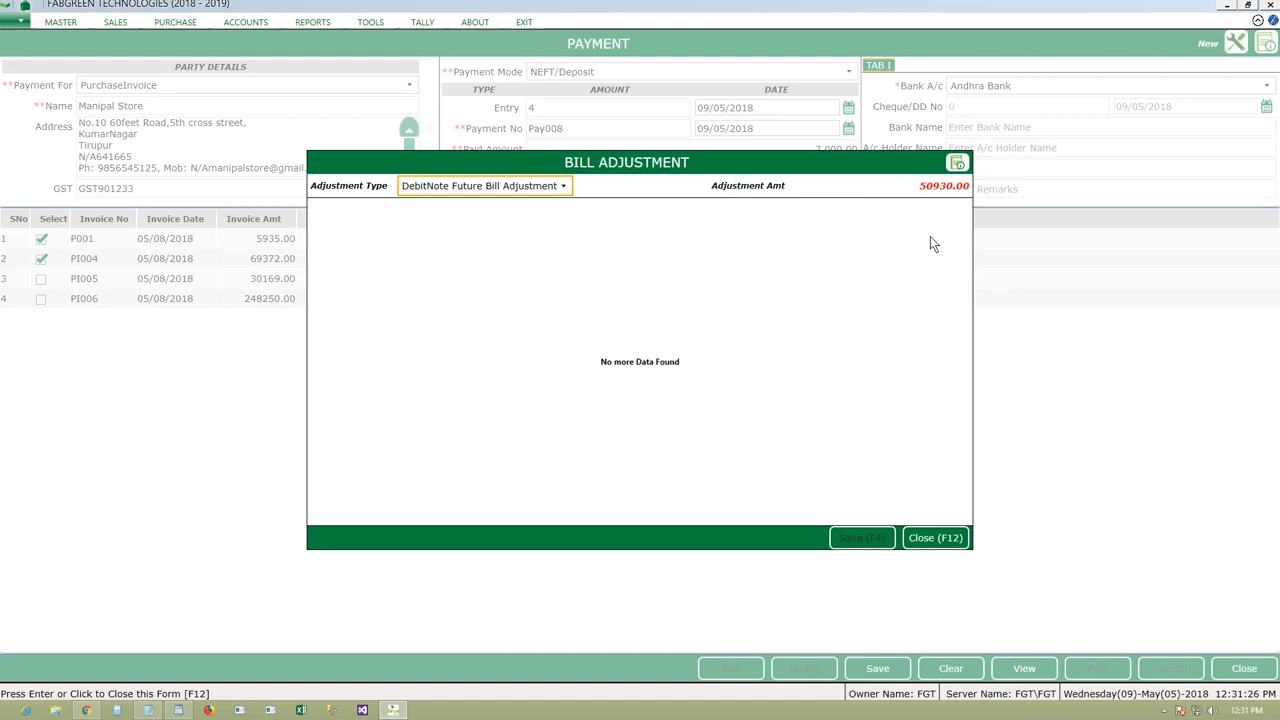 FABGREEN TECHNOLOGIES (2018 - 2019)
MASTER SALES PURCHASE ACCOUNTS REPORTS TOOLS TALLY ABOUT EXIT
PAYMENT
New
PARTY DETAILS
**Payment For PurchaseInvoice
**Name Manipal Store
Address No.10 60feet Road,5th cross street,
KumarNagar
Tirupur
N/A641665
Ph: 9856545125, Mob: N/Amanipalstore@gmail.
GST GST901233
**Payment Mode NEFT/Deposit
TYPE AMOUNT DATE
Entry 4 09/05/2018
**Payment No Pay008 09/05/2018
**Paid Amount 7,000.00
TAB I
*Bank A/c Andhra Bank
Cheque/DD No 0 09/05/2018
Bank Name Enter Bank Name
A/c Holder Name Enter A/c Holder Name
Remarks
BILL ADJUSTMENT
Adjustment Type DebitNote Future Bill Adjustment Adjustment Amt 50930.00
SNo Select Invoice No Invoice Date Invoice Amt
1 P001 05/08/2018 5935.00
2 PI004 05/08/2018 69372.00
3 PI005 05/08/2018 30169.00
4 PI006 05/08/2018 248250.00
No more Data Found
Save (F4) Close (F12)
New Modify Save Clear View Print Cancel Close
Press Enter or Click to Close this Form [F12] Owner Name: FGT Server Name: FGT\FGT Wednesday(09)-May(05)-2018 12:31:26 PM
12:31 PM